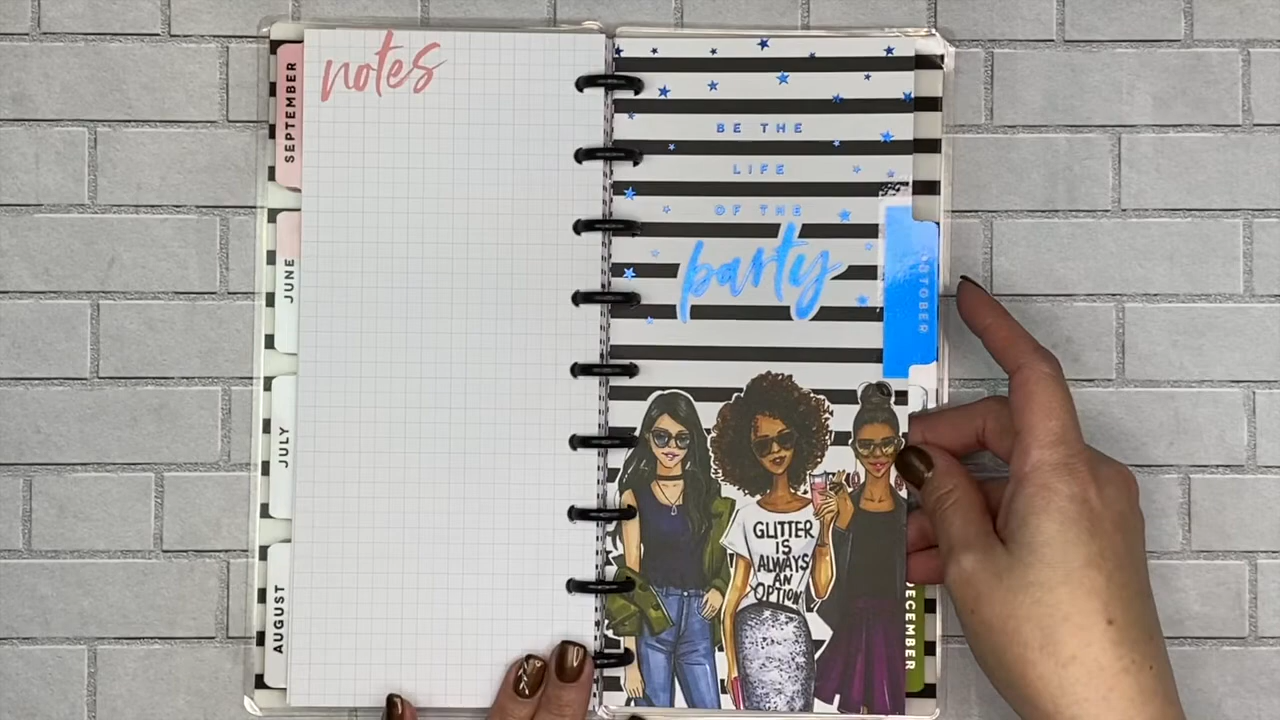 notes
SEPTEMBER
JUNE
JULY
AUGUST
BE THE
LIFE
OF THE
party
OCTOBER
GLITTER
IS
ALWAYS
AN
OPTION
DECEMBER